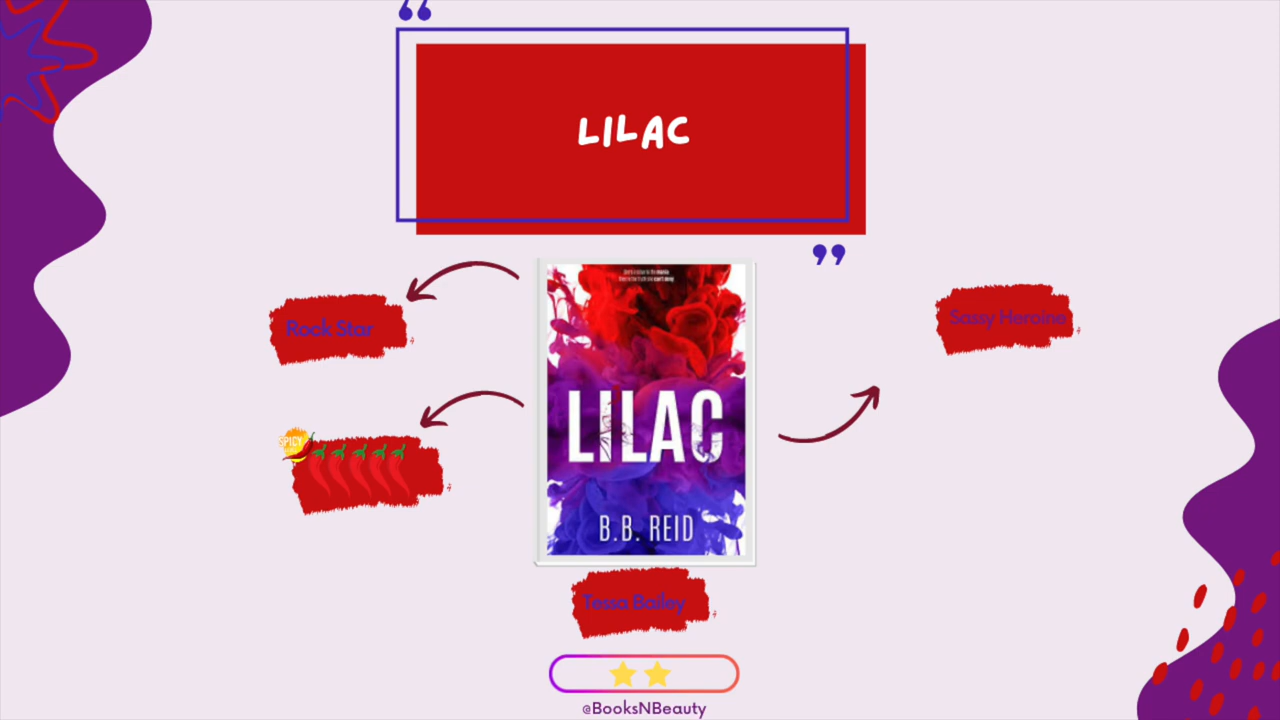 “
LILAC
”
Rock Star
Sassy Heroine
SPICY
LILAC
B.B. REID
Tessa Bailey
@BooksNBeauty